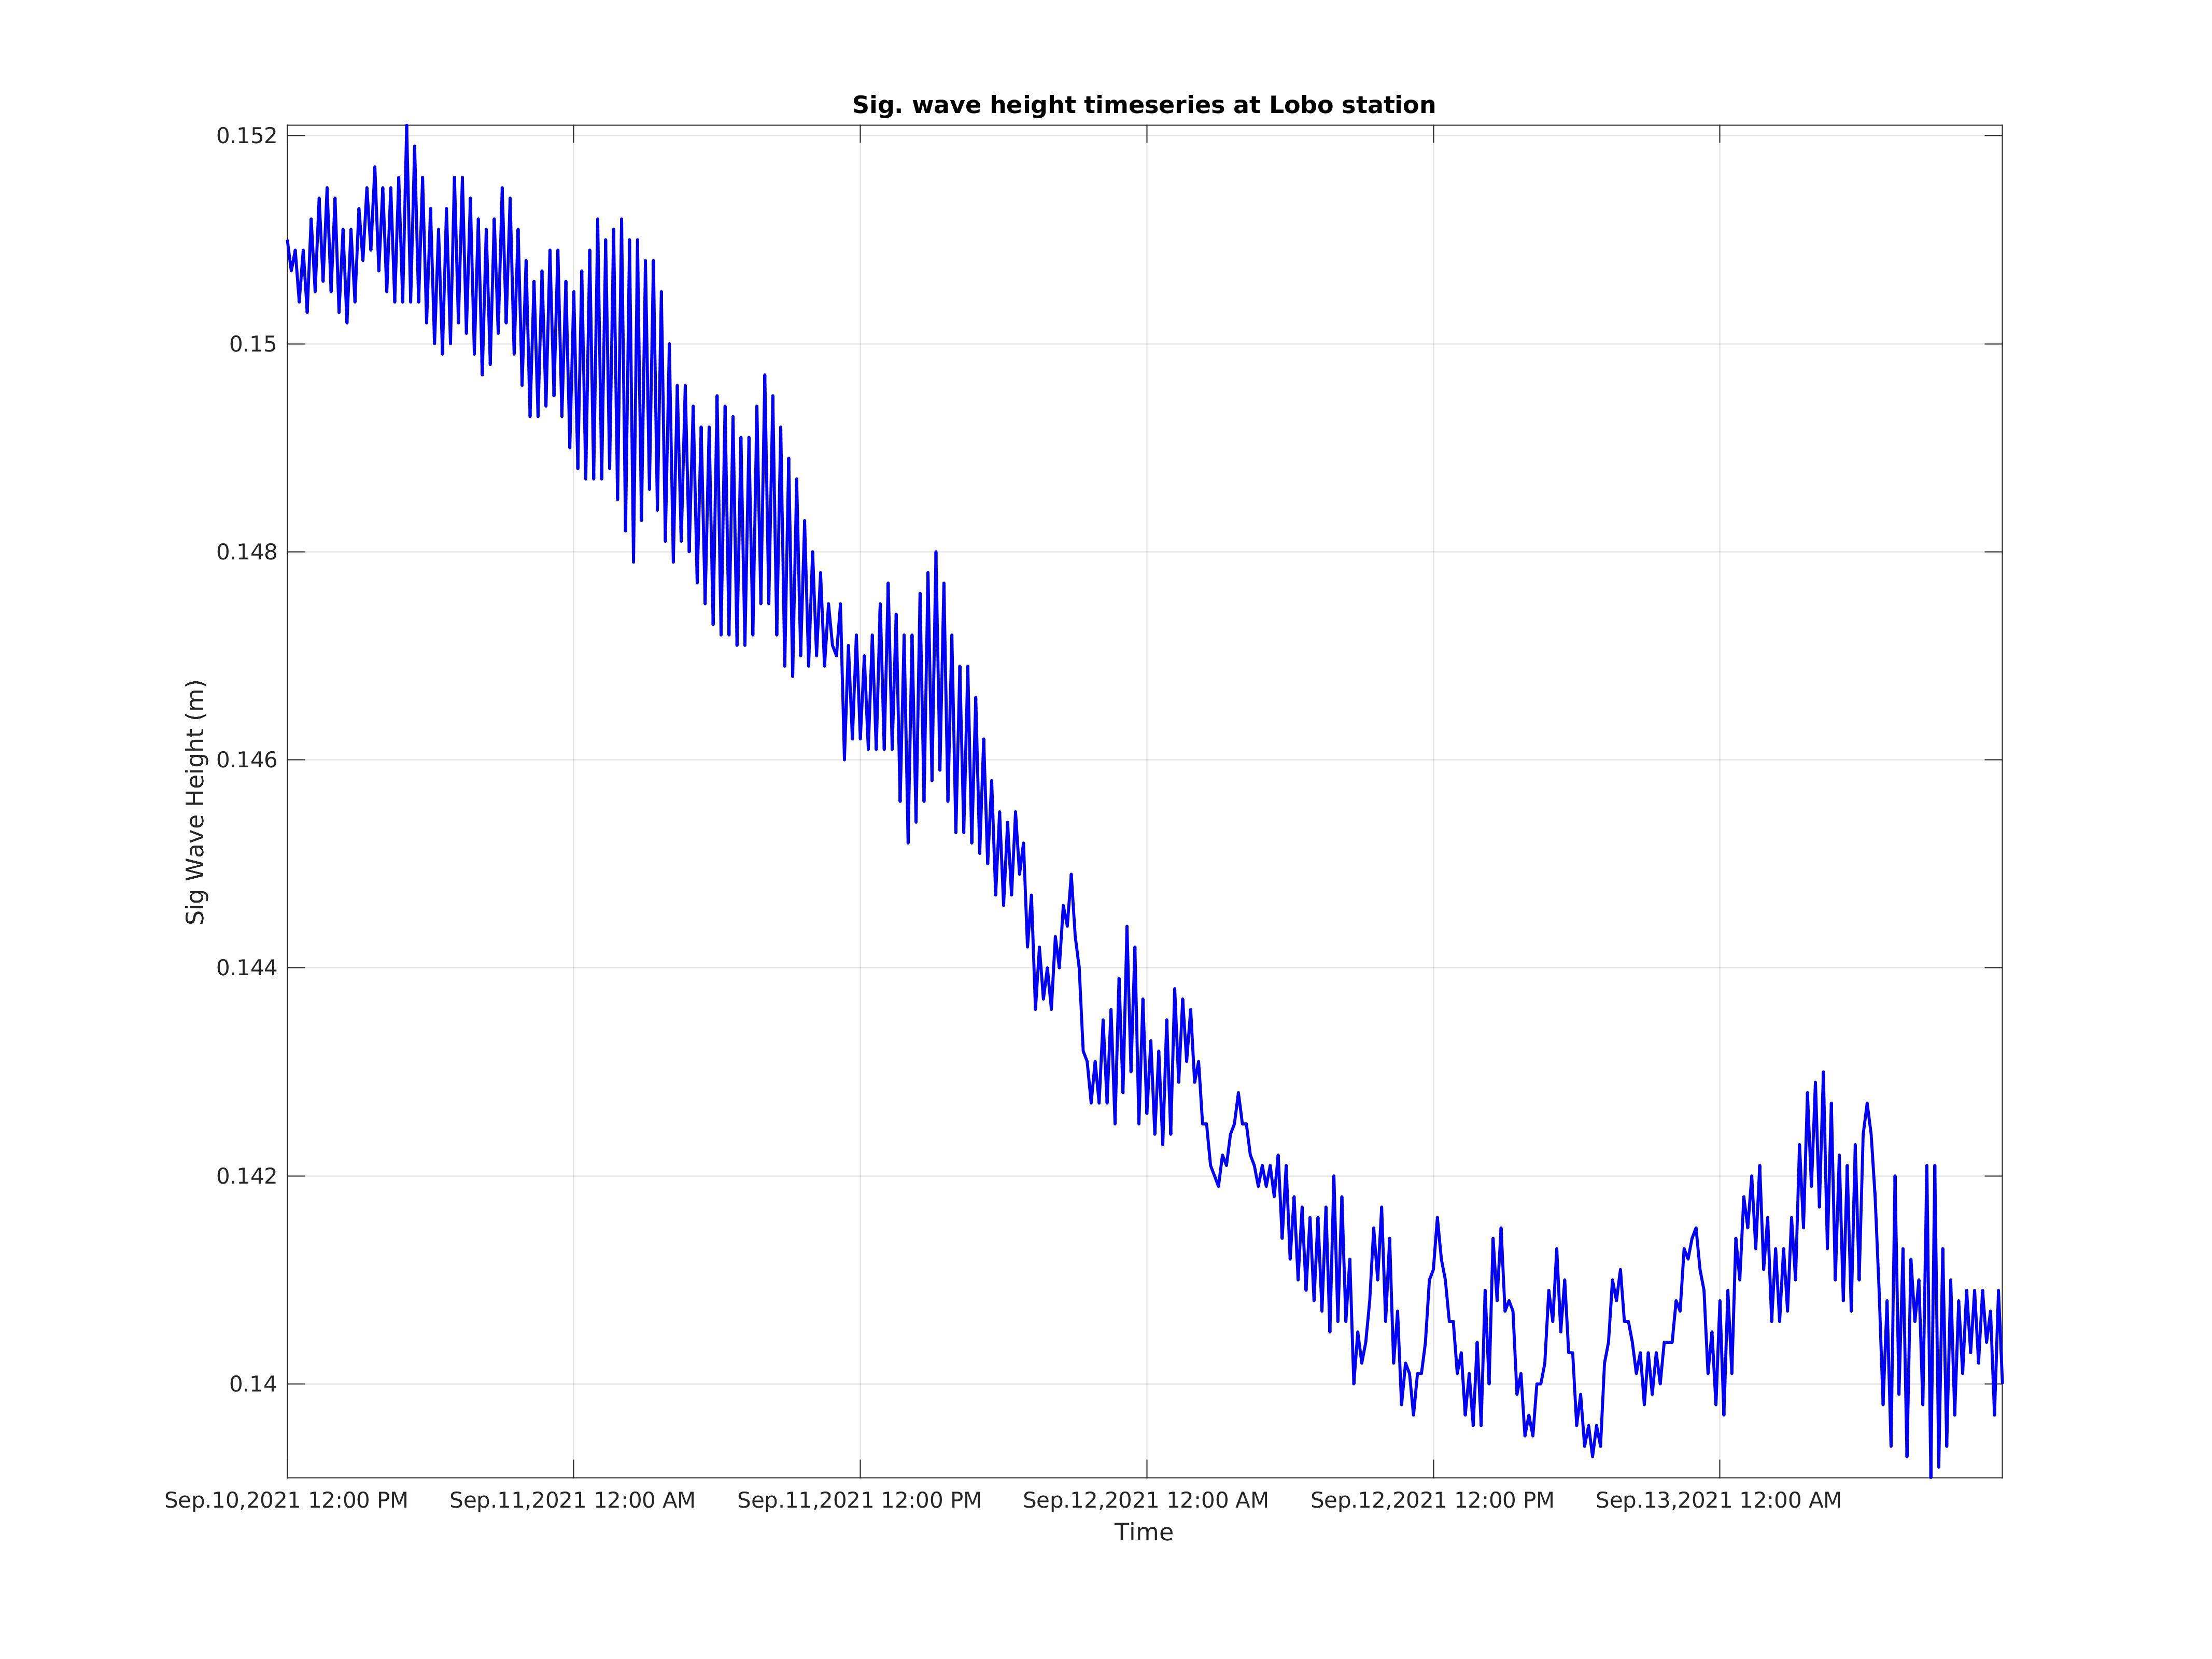 Sig. wave height timeseries at Lobo station
0.152
0.15
0.148
0.146
0.144
0.142
0.14
Sig Wave Height (m)
Sep.10,2021 12:00 PM
Sep.11,2021 12:00 AM
Sep.11,2021 12:00 PM
Sep.12,2021 12:00 AM
Sep.12,2021 12:00 PM
Sep.13,2021 12:00 AM
Time